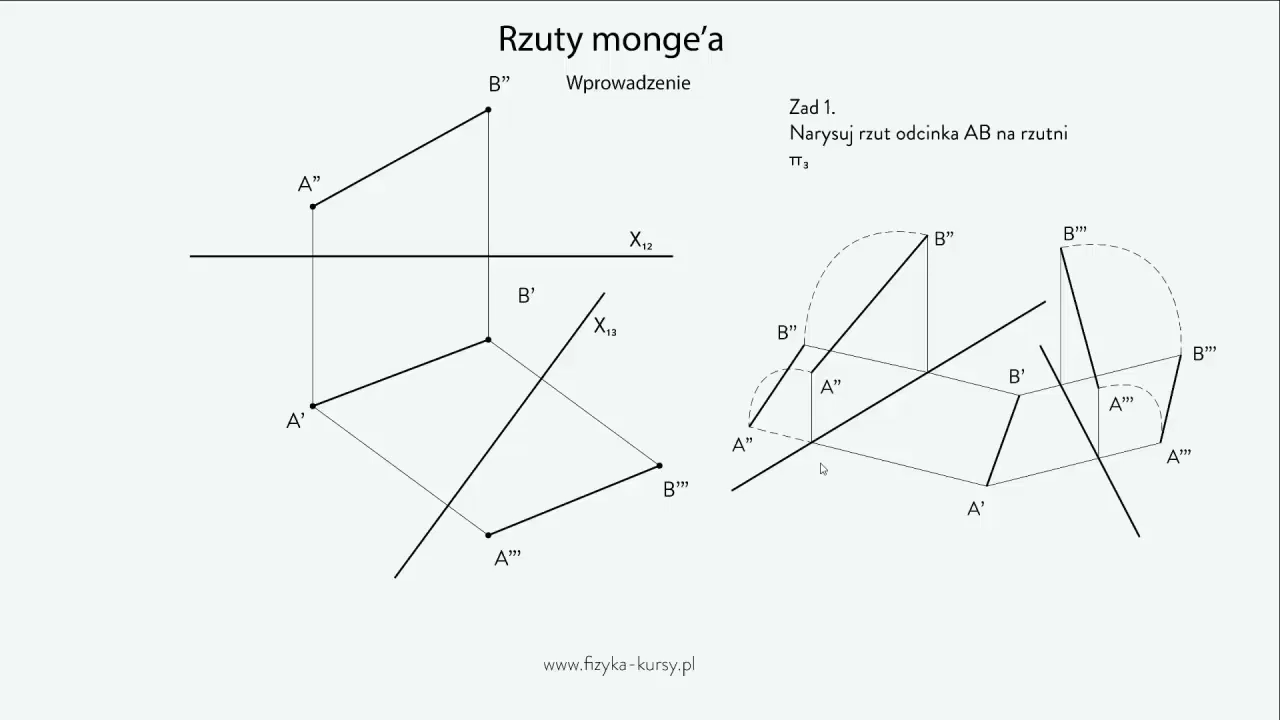 Rzuty monge’a
Wprowadzenie
B”
Zad 1.
Narysuj rzut odcinka AB na rzutni
π₃
A”
X₁₂
B’
X₁₃
A’
B”’
A”’
B”
B”’
B”
B”’
A”
B’
A”’
A”
A”’
A’
www.fizyka-kursy.pl